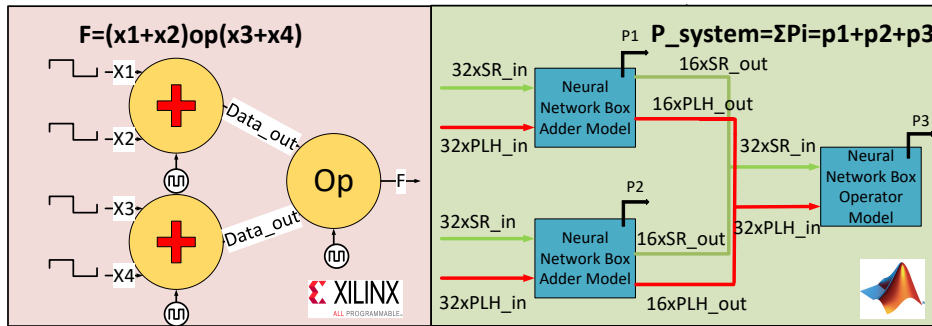 F=(x1+x2)op(x3+x4)
X1
X2
Data_out
Op
F
X3
X4
Data_out
XILINX
ALL PROGRAMMABLE™
P_system=ΣPi=p1+p2+p3
P1
16xSR_out
32xSR_in
Neural
Network Box
Adder Model
16xPLH_out
32xPLH_in
P3
32xSR_in
Neural
Network Box
Operator
Model
32xPLH_in
P2
32xSR_in
Neural
Network Box
Adder Model
16xSR_out
32xPLH_in
16xPLH_out